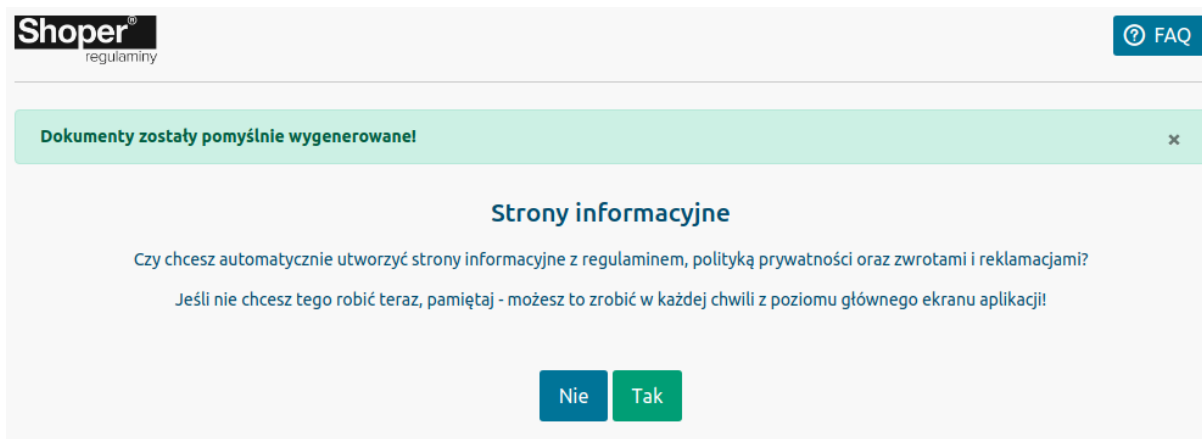 Shoper®
regulaminy
FAQ
Dokumenty zostały pomyślnie wygenerowane!
×
Strony informacyjne
Czy chcesz automatycznie utworzyć strony informacyjne z regulaminem, polityką prywatności oraz zwrotami i reklamacjami?
Jeśli nie chcesz tego robić teraz, pamiętaj - możesz to zrobić w każdej chwili z poziomu głównego ekranu aplikacji!
Nie Tak